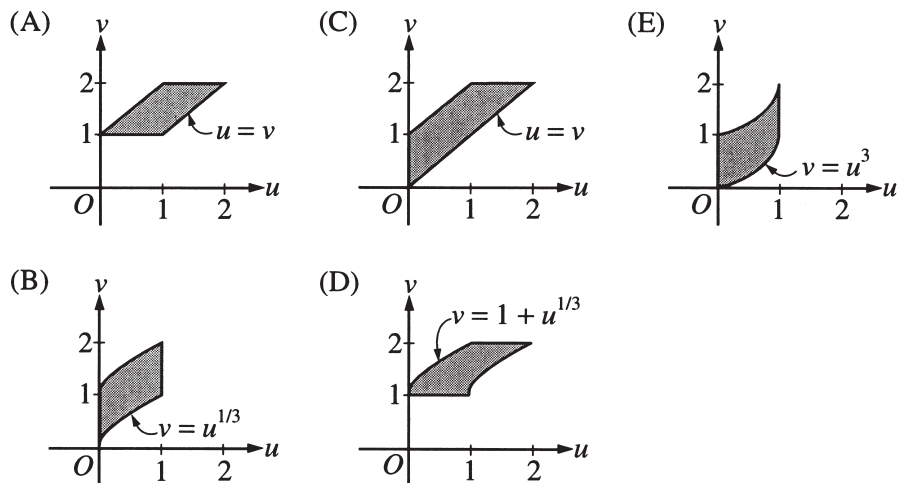 (A)
v
2
1
u = v
O
1
2
u
(C)
v
2
1
u = v
O
1
2
u
(E)
v
2
1
v = u³
O
1
2
u
(B)
v
2
1
v = u^{1/3}
O
1
2
u
(D)
v
v = 1 + u^{1/3}
2
1
O
1
2
u